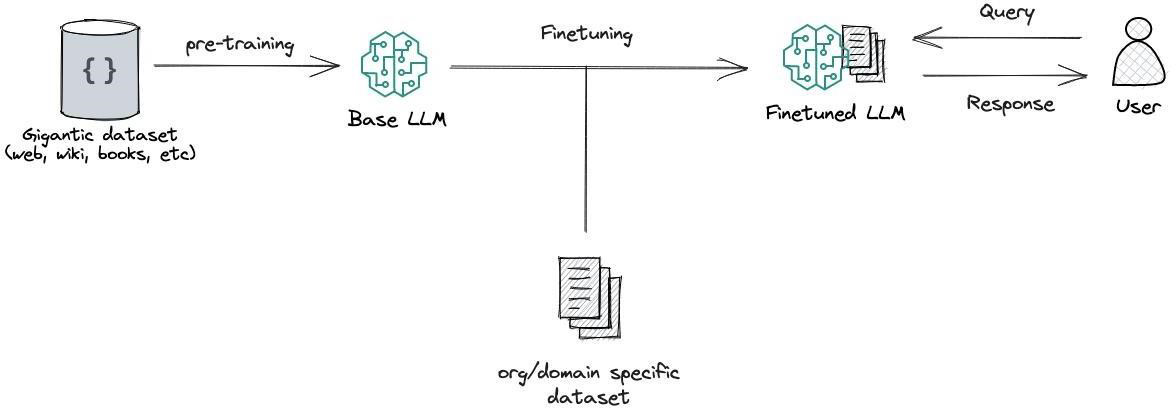 { }
pre-training
Gigantic dataset
(web, wiki, books, etc)
Base LLM
Finetuning
Finetuned LLM
Query
Response
User
org/domain specific
dataset